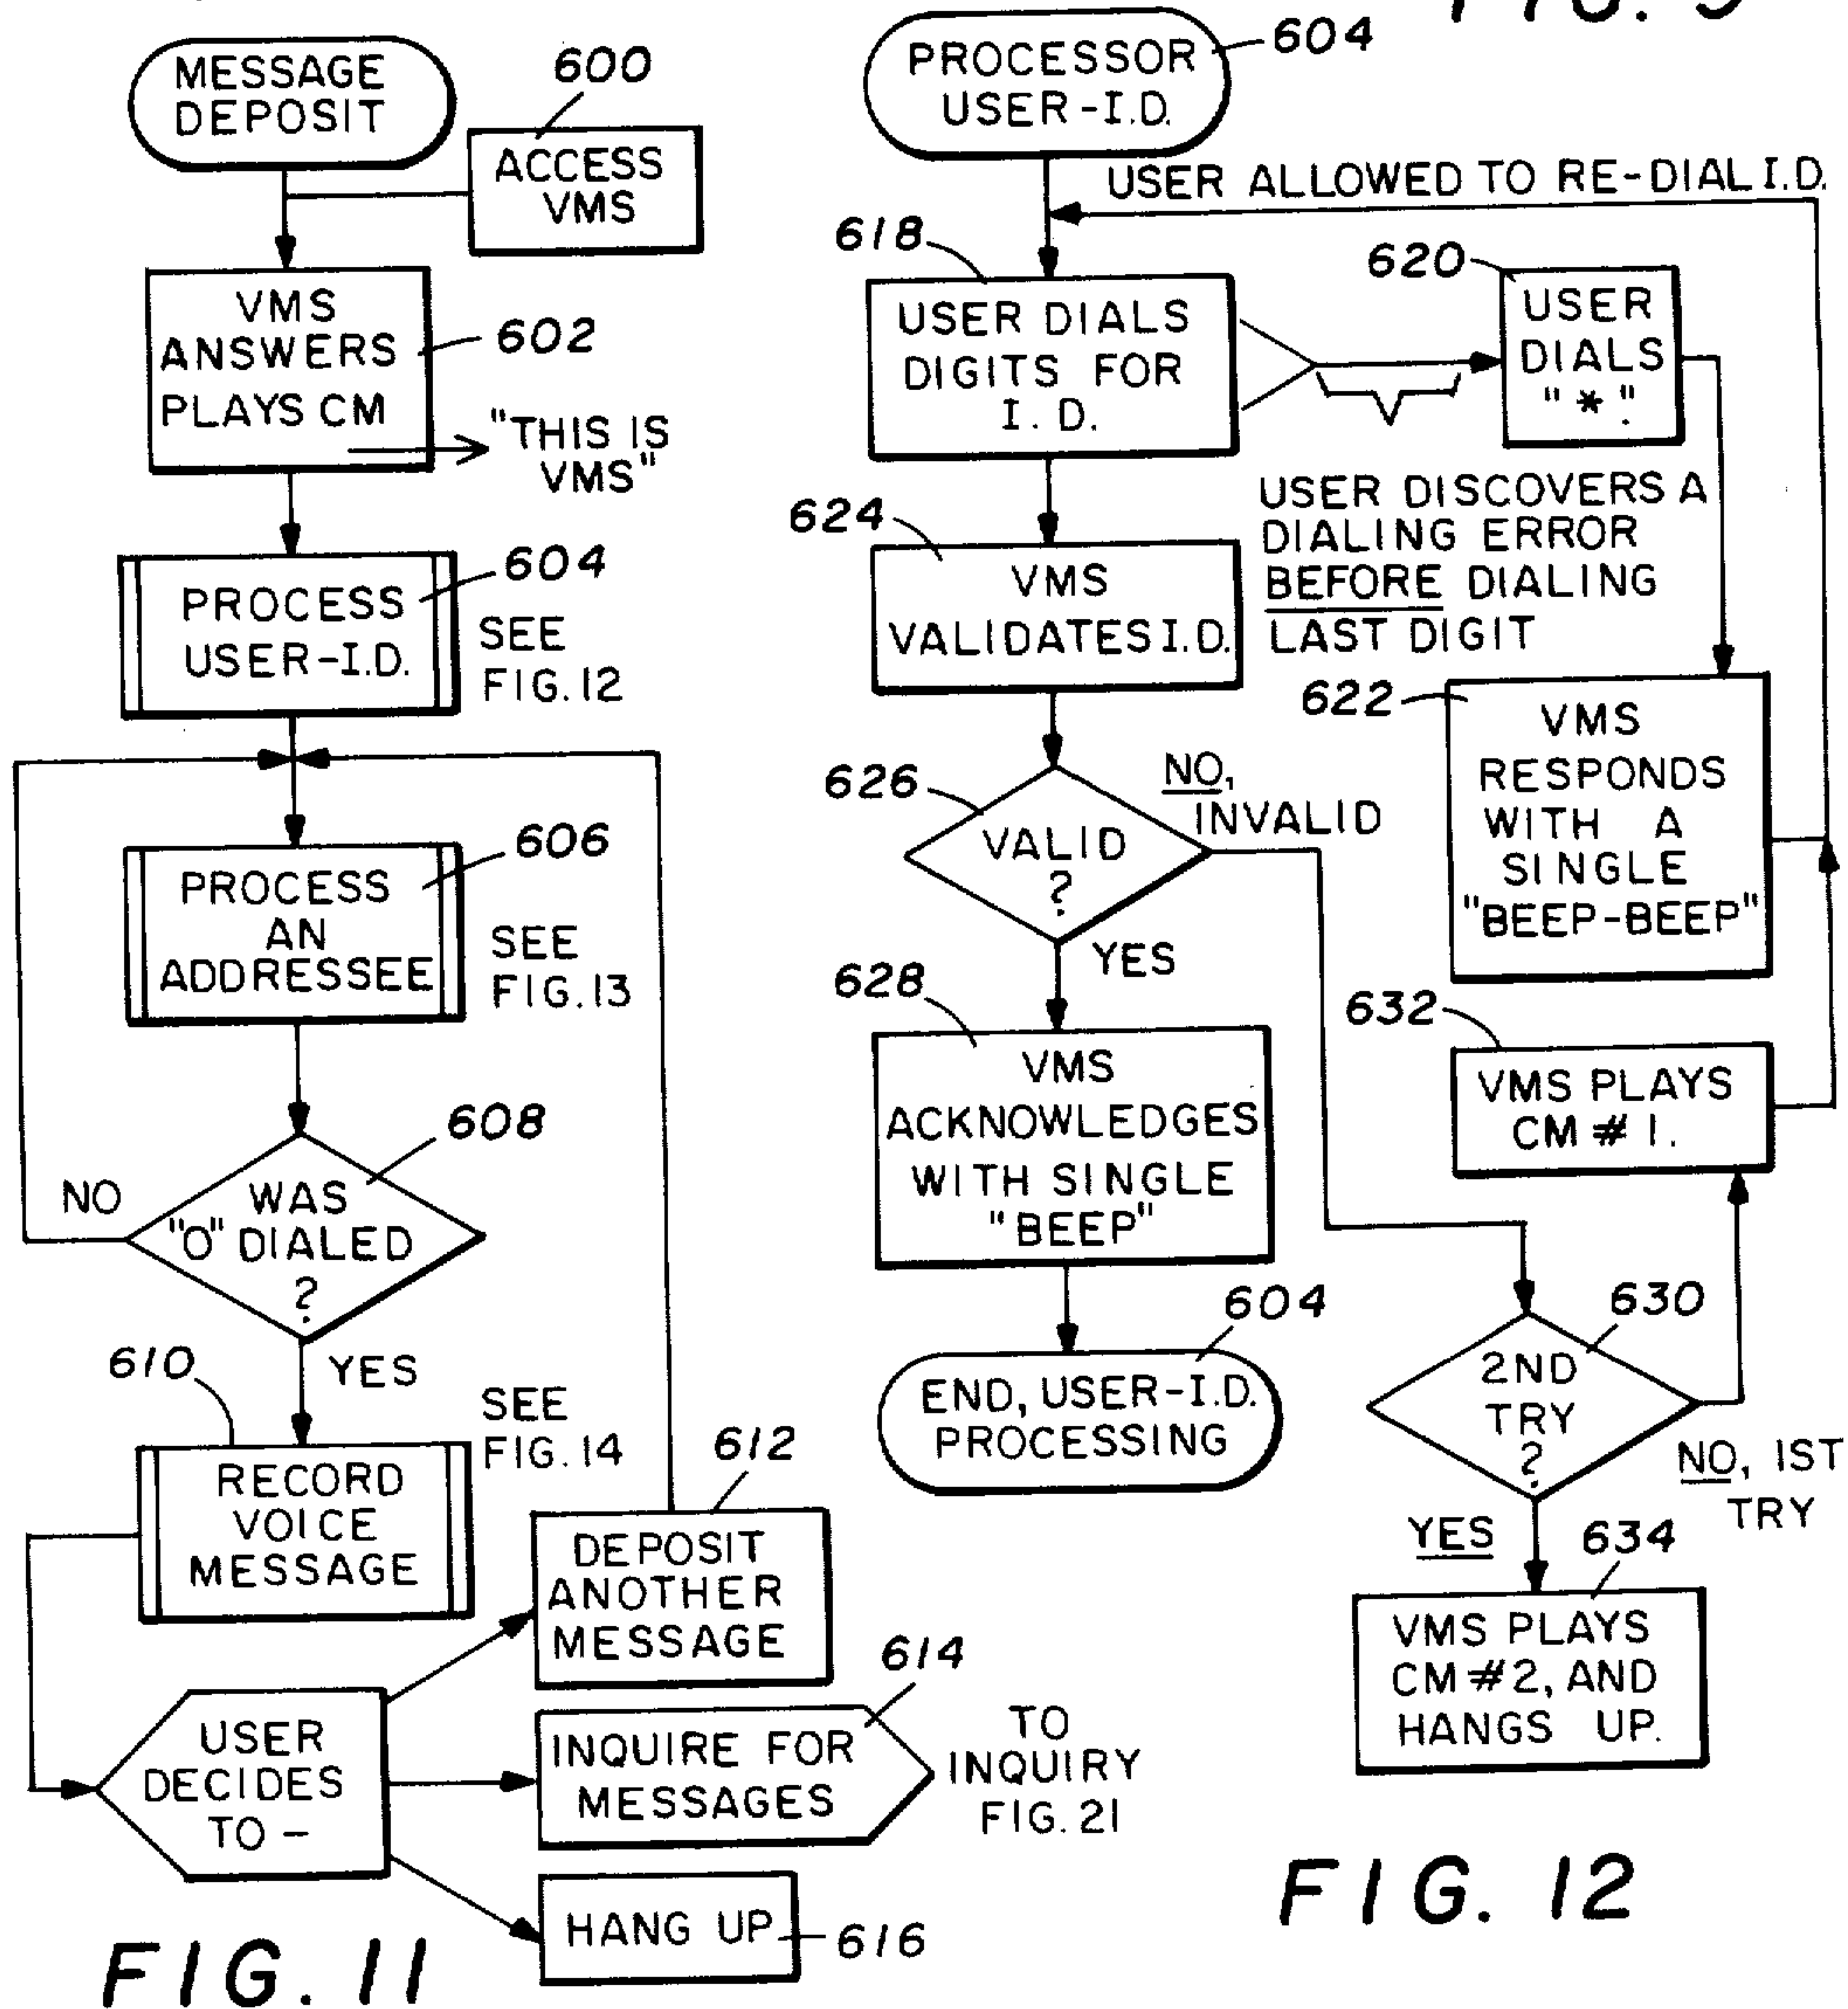 MESSAGE
DEPOSIT
600
ACCESS
VMS
VMS
ANSWERS
PLAYS CM
602
"THIS IS
VMS"
PROCESS
USER-I.D.
604
SEE
FIG. 12
PROCESS
AN
ADDRESSEE
606
SEE
FIG. 13
608
WAS
"O" DIALED
?
NO
YES
610
SEE
FIG. 14
RECORD
VOICE
MESSAGE
612
DEPOSIT
ANOTHER
MESSAGE
USER
DECIDES
TO –
614
INQUIRE FOR
MESSAGES
TO
INQUIRY
FIG. 21
HANG UP
616
FIG. 11
PROCESSOR
USER-I.D.
604
USER ALLOWED TO RE-DIAL I.D.
618
USER DIALS
DIGITS FOR
I.D.
620
USER
DIALS
"*".
USER DISCOVERS A
DIALING ERROR
BEFORE DIALING
LAST DIGIT
624
VMS
VALIDATES I.D.
622
VMS
RESPONDS
WITH A
SINGLE
"BEEP-BEEP"
626
VALID
?
NO,
INVALID
YES
628
VMS
ACKNOWLEDGES
WITH SINGLE
"BEEP"
632
VMS PLAYS
CM # 1.
604
END, USER-I.D.
PROCESSING
630
2ND
TRY
?
NO, 1ST
TRY
YES
634
VMS PLAYS
CM #2, AND
HANGS UP.
FIG. 12